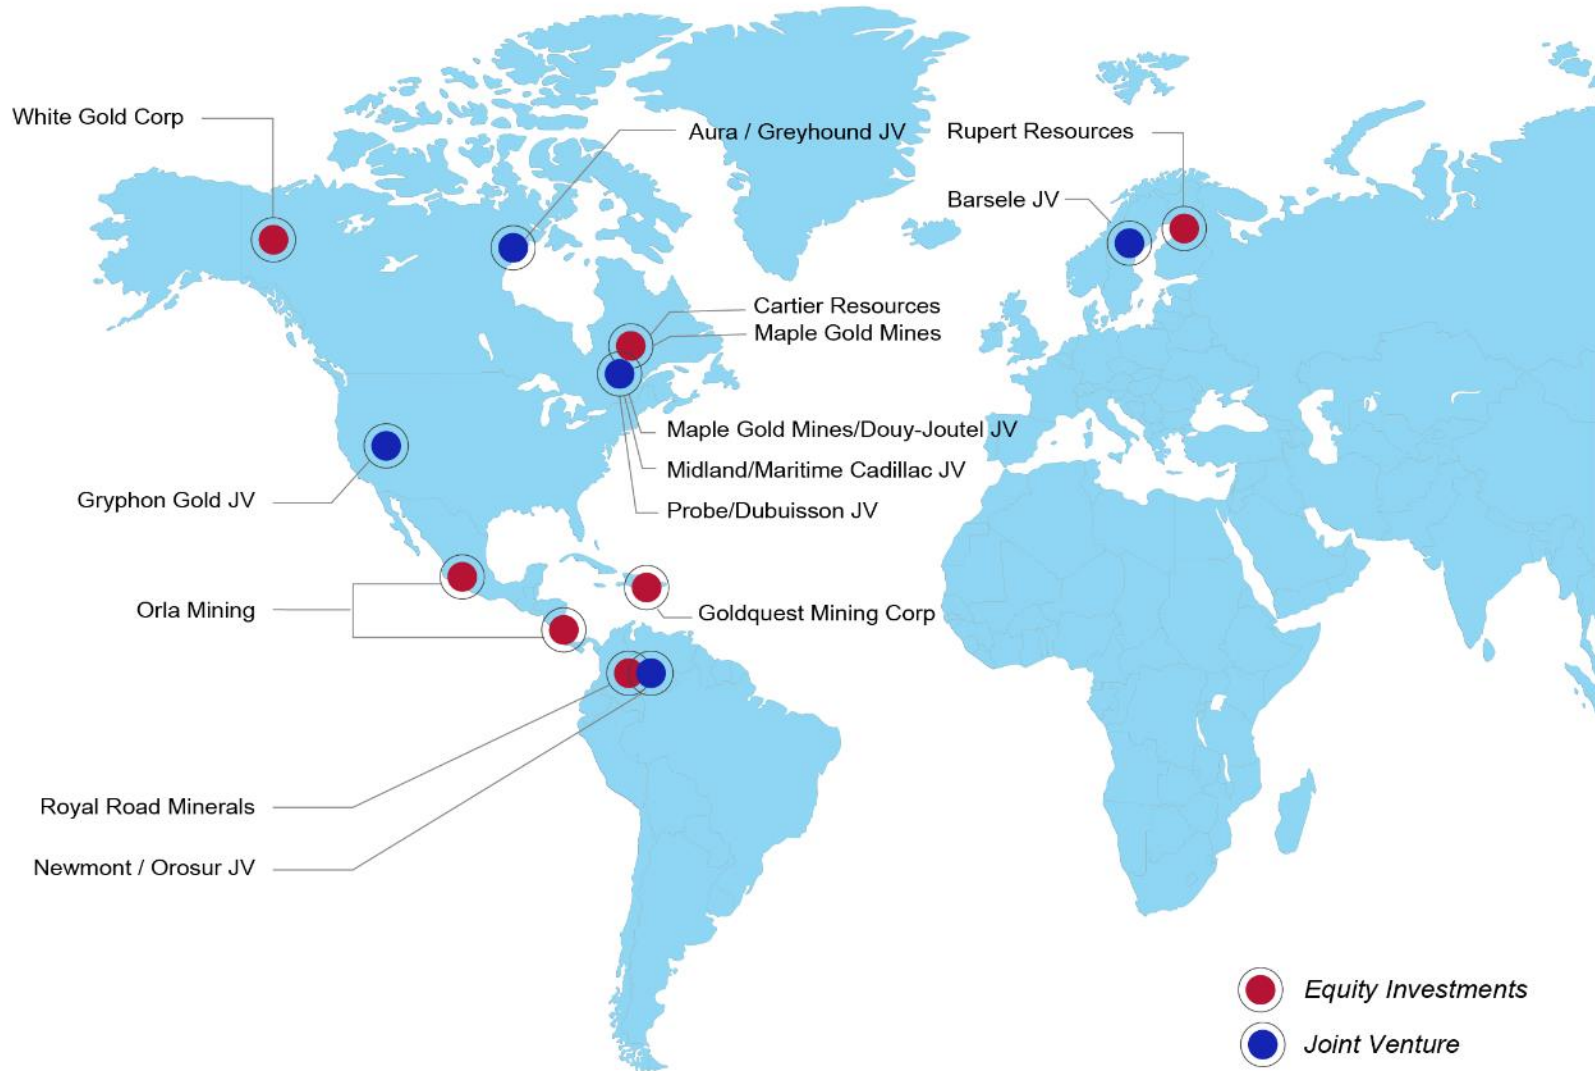 White Gold Corp
Aura / Greyhound JV
Rupert Resources
Barsele JV
Cartier Resources
Maple Gold Mines
Maple Gold Mines/Douy-Joutel JV
Midland/Maritime Cadillac JV
Gryphon Gold JV
Probe/Dubuisson JV
Orla Mining
Goldquest Mining Corp
Royal Road Minerals
Newmont / Orosur JV
Equity Investments
Joint Venture